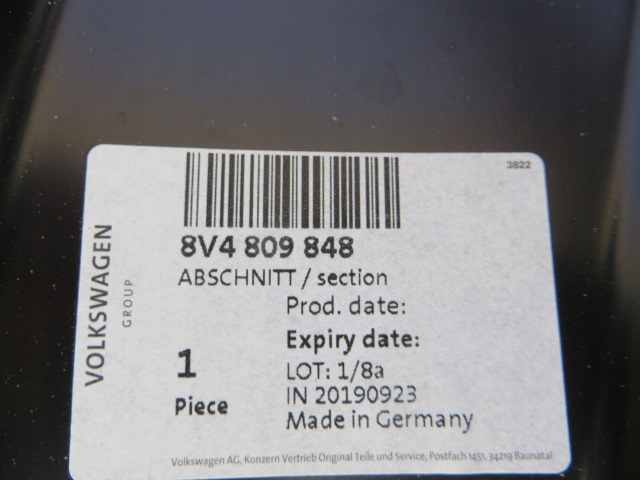 3822
8V4 809 848
ABSCHNITT / section
Prod. date:
Expiry date:
1
LOT: 1/8a
IN 20190923
Piece
Made in Germany
Volkswagen AG, Konzern Vertrieb Original Teile und Service, Postfach 1451, 34219 Baunatal
VOLKSWAGEN
GROUP